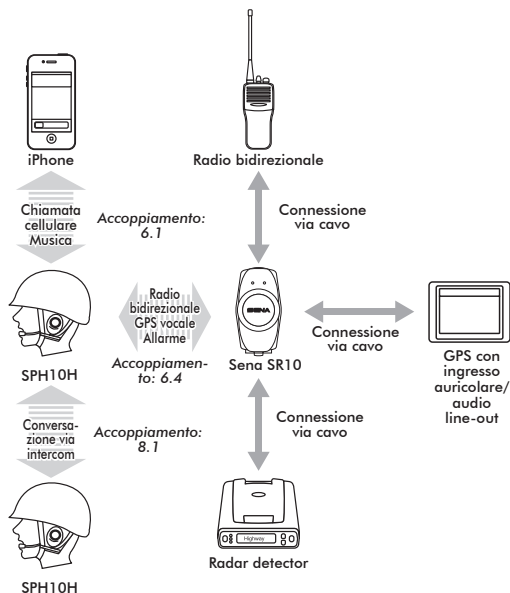 iPhone
Radio bidirezionale
Chiamata
cellulare
Musica
Accoppiamento:
6.1
Connessione
via cavo
Radio
bidirezionale
GPS vocale
Allarme
SENA
Connessione
via cavo
SPH10H
Accoppiamen-
to: 6.4
Sena SR10
GPS con
ingresso
auricolare/
audio
line-out
Conversa-
zione via
intercom
Accoppiamento:
8.1
Connessione
via cavo
Highway
Radar detector
SPH10H